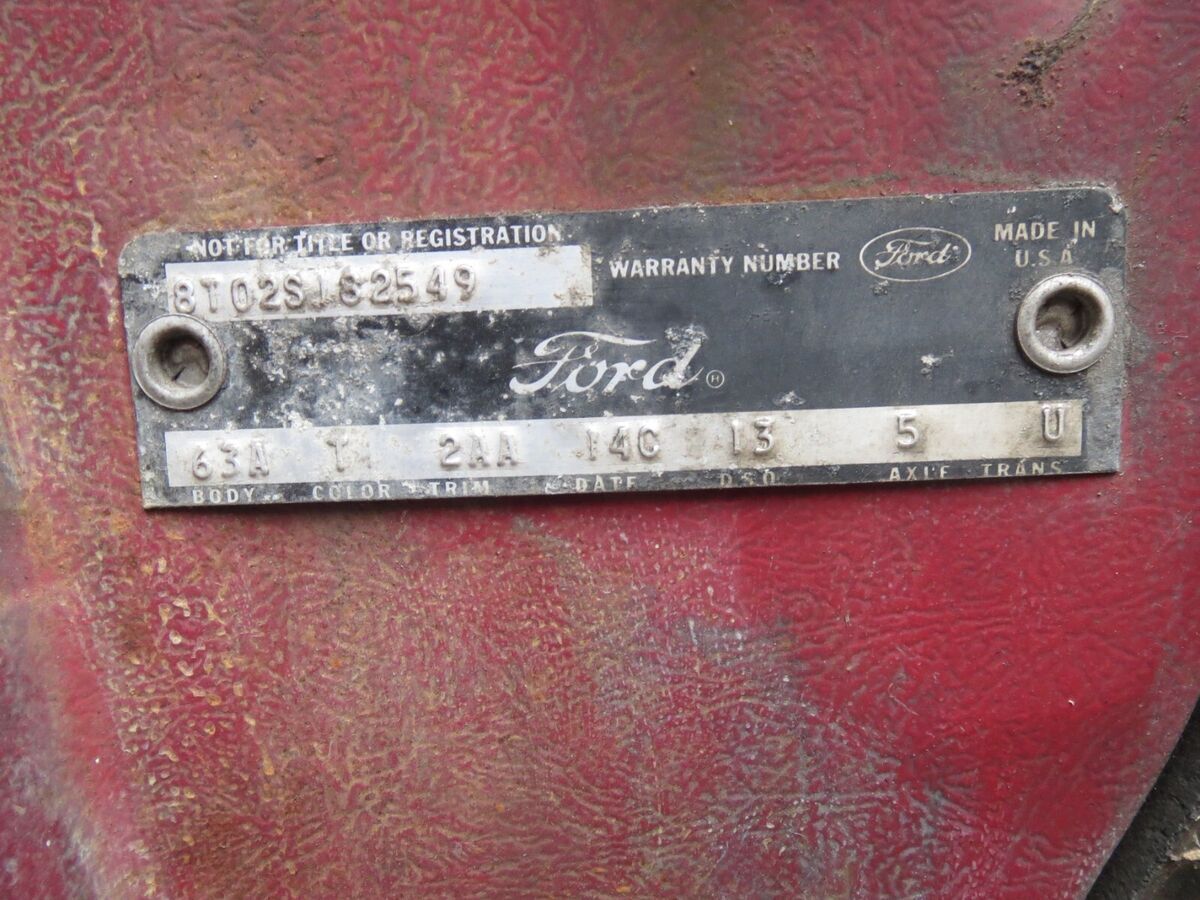 NOT FOR TITLE OR REGISTRATION
8T02S182549
WARRANTY NUMBER
Ford
MADE IN
U.S.A
Ford
63A T 2AA 14C 13 5 U
BODY COLOR TRIM DATE DSO AXLE TRANS